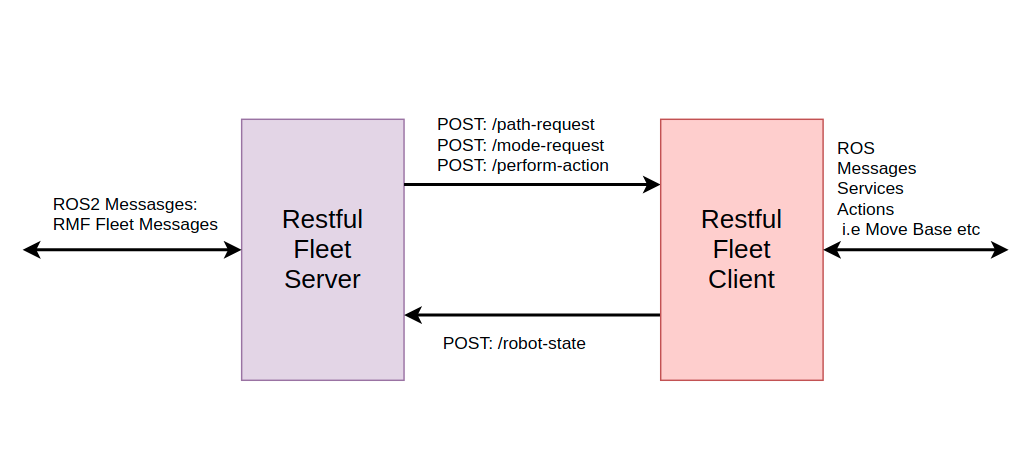 ROS2 Messasges:
RMF Fleet Messages
Restful
Fleet
Server
POST: /path-request
POST: /mode-request
POST: /perform-action
POST: /robot-state
Restful
Fleet
Client
ROS
Messages
Services
Actions
i.e Move Base etc